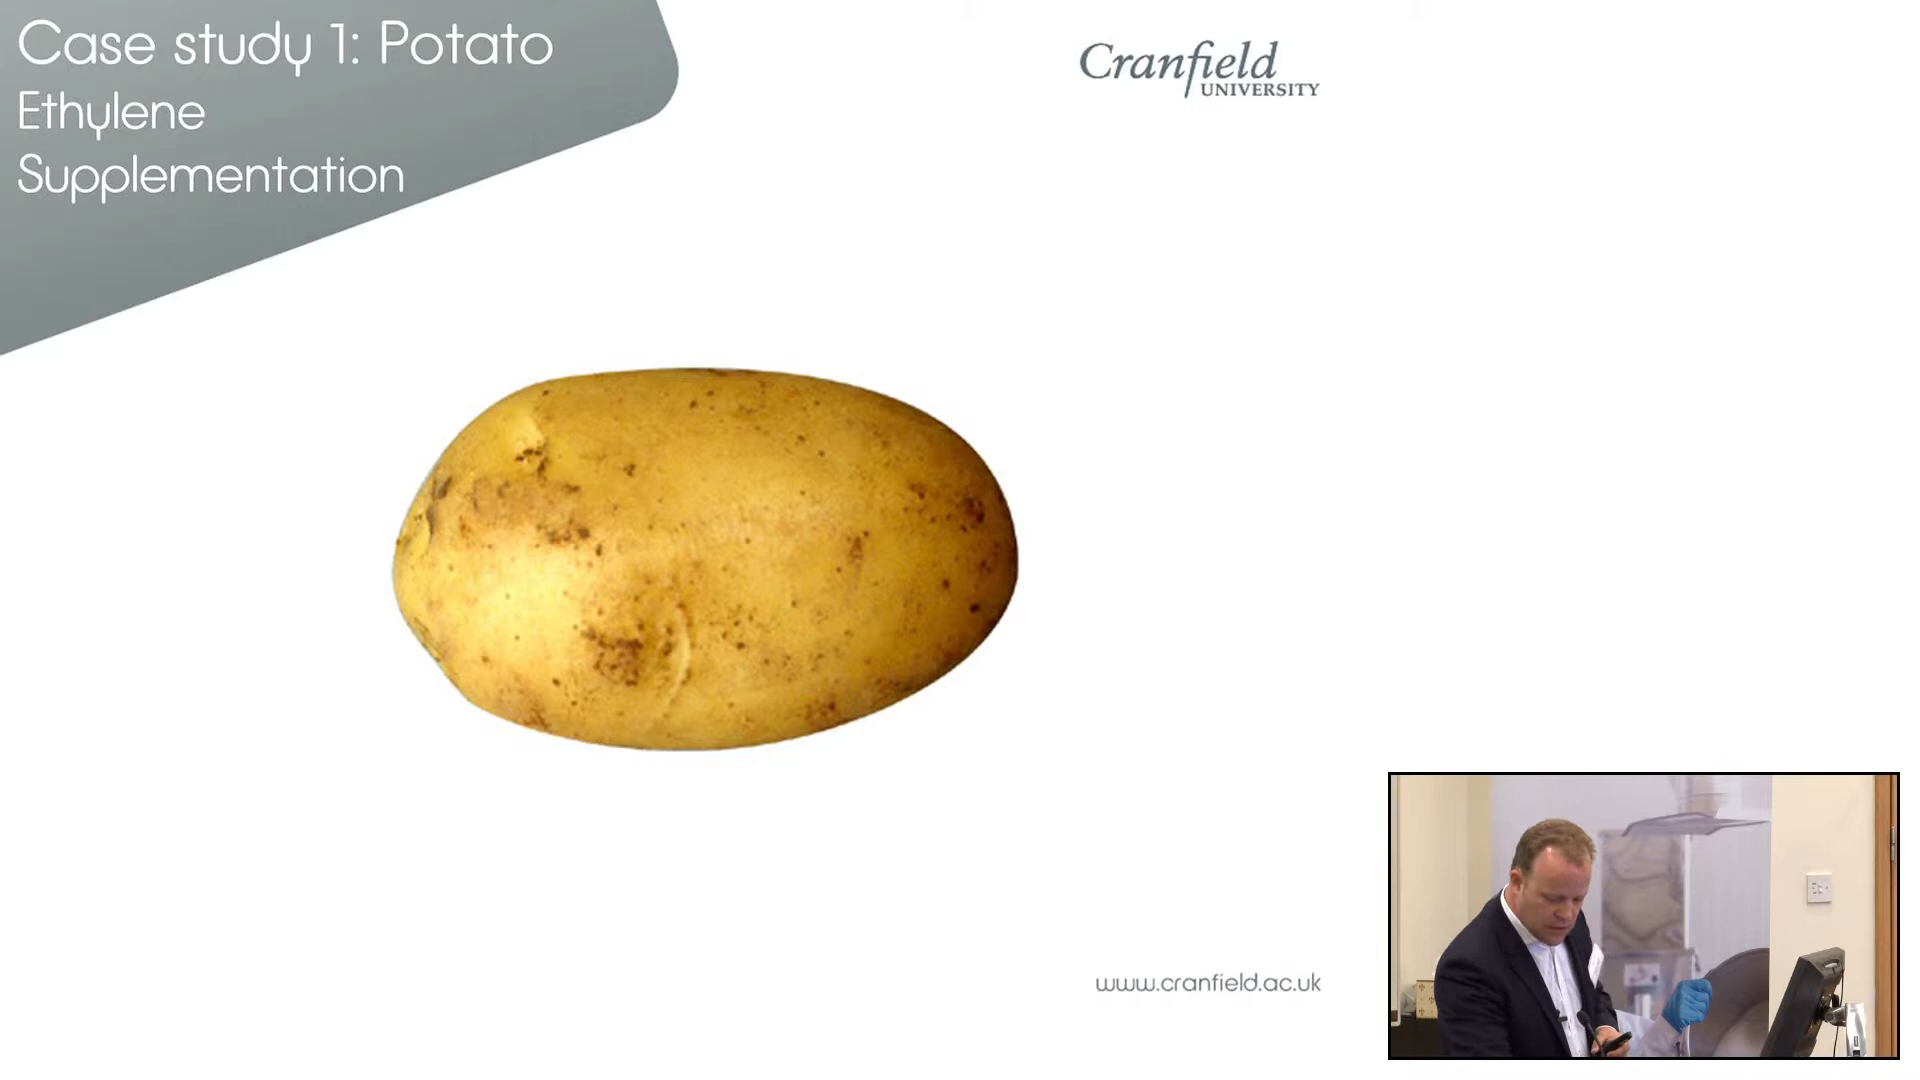 Case study 1: Potato
Ethylene
Supplementation
Cranfield
UNIVERSITY
www.cranfield.ac.uk